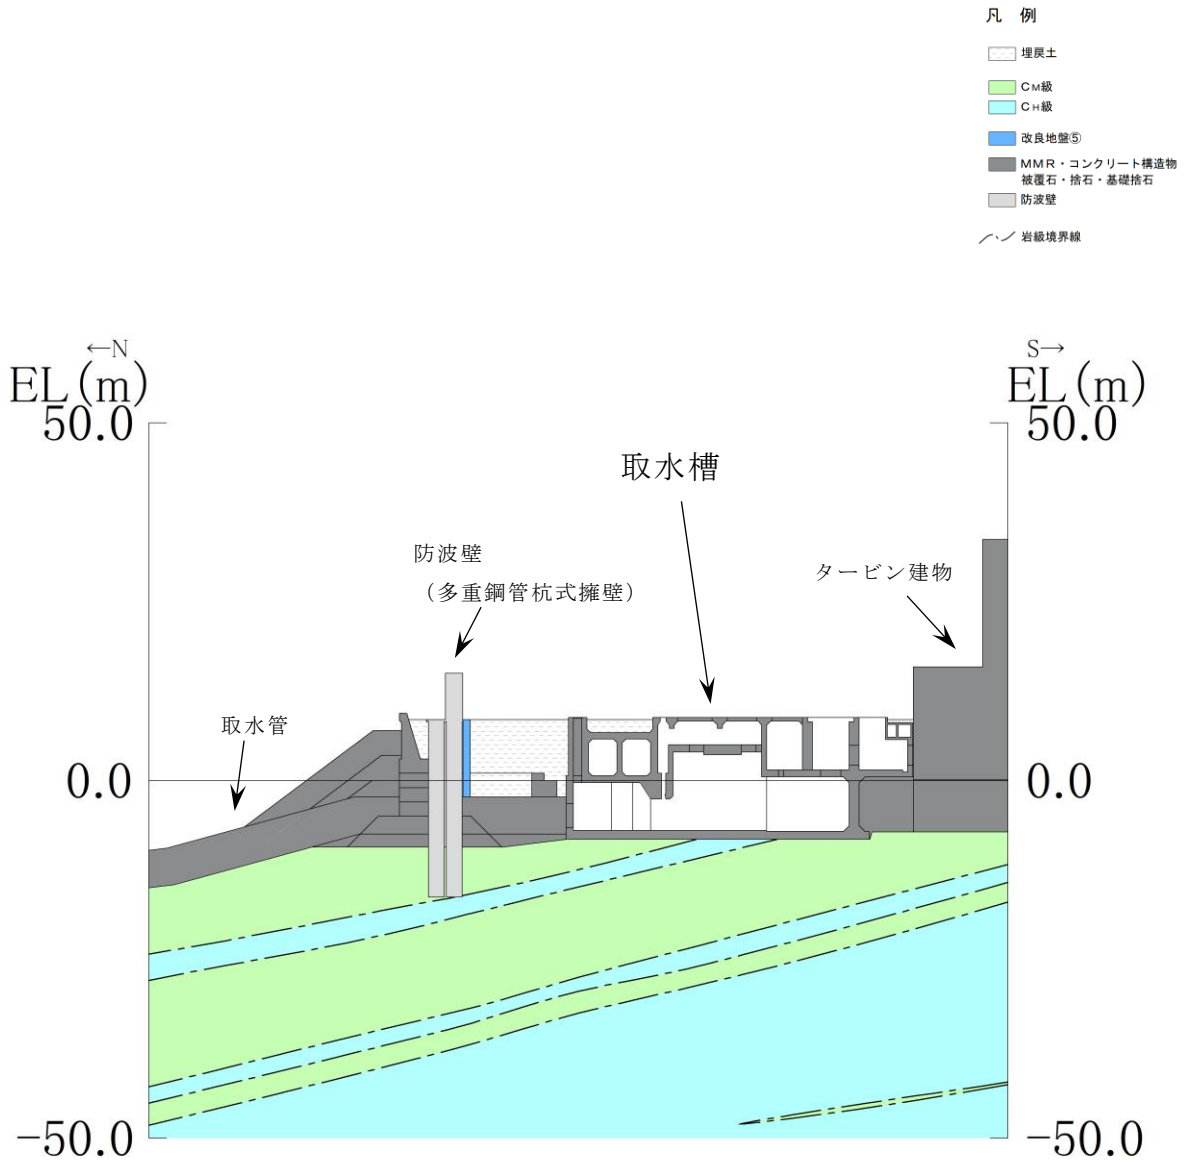 凡 例
埋戻土
CM級
CH級
改良地盤⑤
MMR・コンクリート構造物
被覆石・捨石・基礎捨石
防波壁
岩級境界線
←N
EL(m)
50.0
S→
EL(m)
50.0
取水槽
防波壁
（多重鋼管杭式擁壁）
タービン建物
取水管
0.0
0.0
-50.0
-50.0